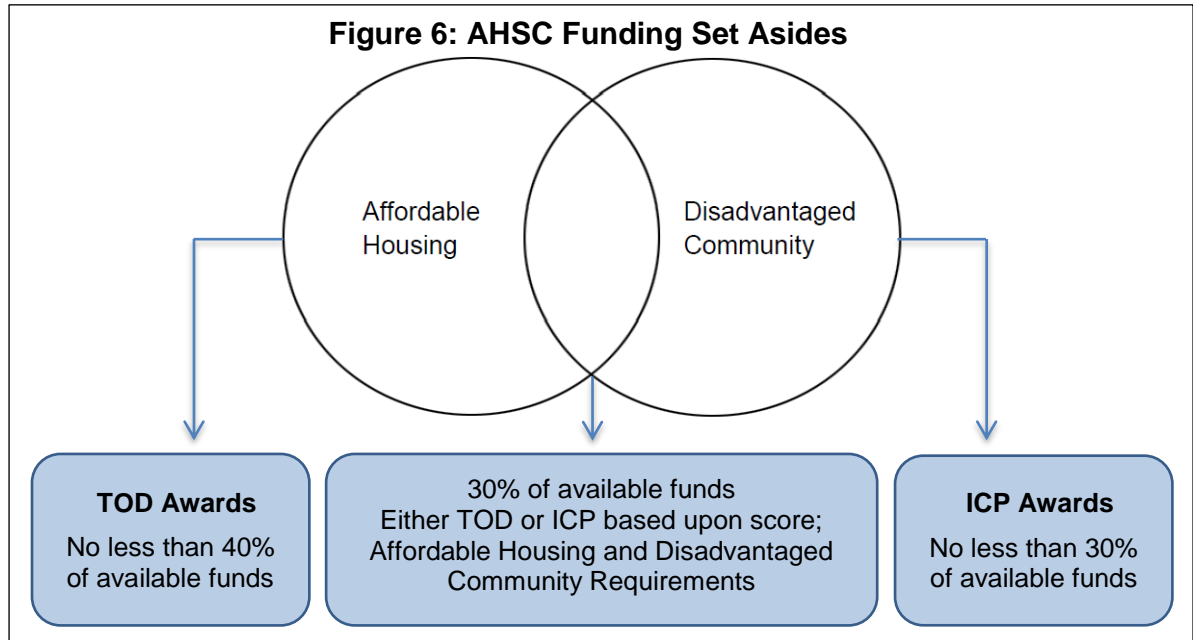 Figure 6: AHSC Funding Set Asides
Affordable
Housing
Disadvantaged
Community
TOD Awards
No less than 40%
of available funds
30% of available funds
Either TOD or ICP based upon score;
Affordable Housing and Disadvantaged
Community Requirements
ICP Awards
No less than 30%
of available funds